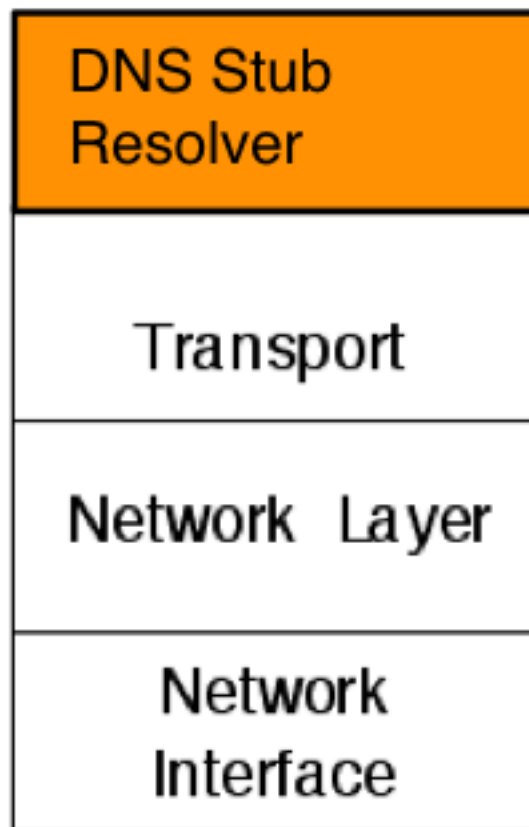 DNS Stub
Resolver
Transport
Network Layer
Network
Interface